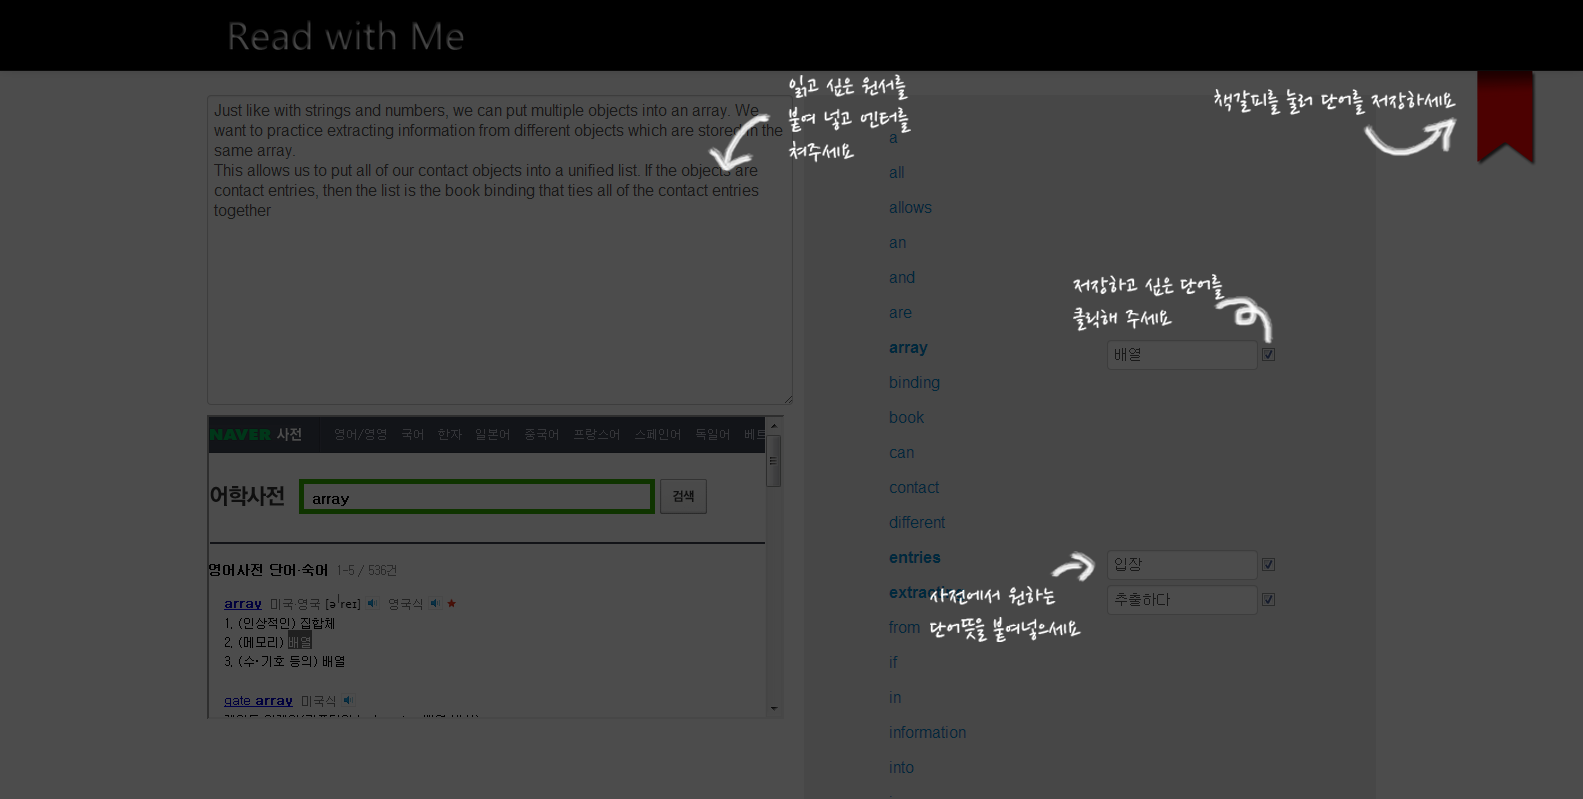 Read with Me
읽고 싶은 원서를
붙여 넣고 엔터를
쳐주세요
책갈피를 눌러 단어를 저장하세요
Just like with strings and numbers, we can put multiple objects into an array. We
want to practice extracting information from different objects which are stored in the
same array.
This allows us to put all of our contact objects into a unified list. If the objects are
contact entries, then the list is the book binding that ties all of the contact entries
together
a
all
allows
an
and
are
저장하고 싶은 단어를
클릭해 주세요
array 배열
binding
book
can
contact
different
entries 입장
추출하다
사전에서 원하는
단어뜻을 붙여넣으세요
from
if
in
information
into
NAVER 사전 영어/영영 국어 한자 일본어 중국어 프랑스어 스페인어 독일어 베트
어학사전 array 검색
영어사전 단어·숙어 1-5 / 536건
array 미국·영국 [əˈreɪ] 영국식
1. (인상적인) 집합체
2. (메모리) 배열
3. (수·기호 등의) 배열
gate array 미국식